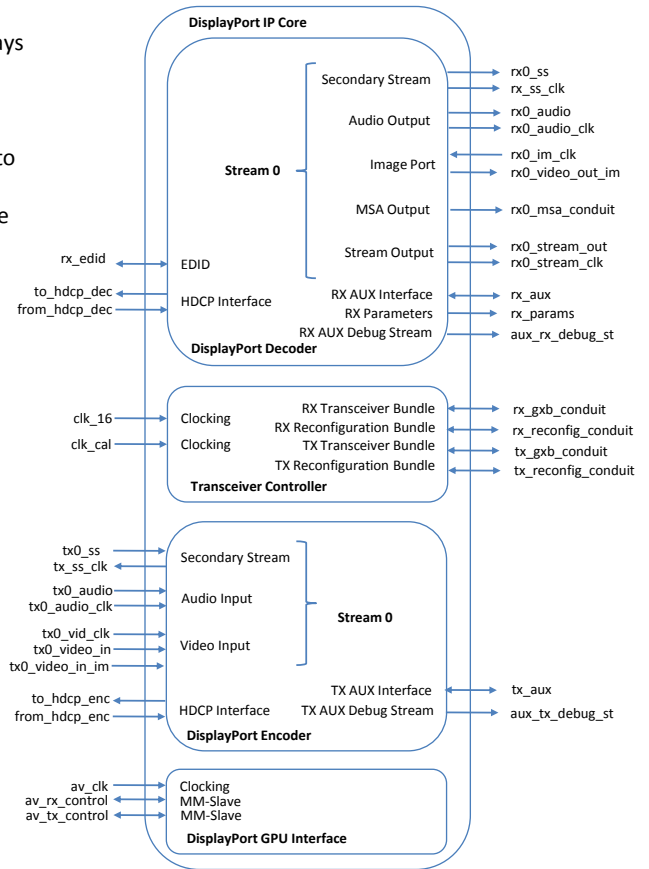 ays
to
e
DisplayPort IP Core
Secondary Stream
rx0_ss
rx_ss_clk
Audio Output
rx0_audio
rx0_audio_clk
Stream 0
Image Port
rx0_im_clk
rx0_video_out_im
MSA Output
rx0_msa_conduit
Stream Output
rx0_stream_out
rx0_stream_clk
rx_edid
EDID
to_hdcp_dec
from_hdcp_dec
HDCP Interface
RX AUX Interface
rx_aux
RX Parameters
rx_params
RX AUX Debug Stream
aux_rx_debug_st
DisplayPort Decoder
clk_16
Clocking
clk_cal
Clocking
RX Transceiver Bundle
rx_gxb_conduit
RX Reconfiguration Bundle
rx_reconfig_conduit
TX Transceiver Bundle
tx_gxb_conduit
TX Reconfiguration Bundle
tx_reconfig_conduit
Transceiver Controller
tx0_ss
tx_ss_clk
Secondary Stream
tx0_audio
tx0_audio_clk
Audio Input
Stream 0
tx0_vid_clk
tx0_video_in
tx0_video_in_im
Video Input
to_hdcp_enc
from_hdcp_enc
HDCP Interface
TX AUX Interface
tx_aux
TX AUX Debug Stream
aux_tx_debug_st
DisplayPort Encoder
av_clk
Clocking
av_rx_control
MM-Slave
av_tx_control
MM-Slave
DisplayPort GPU Interface